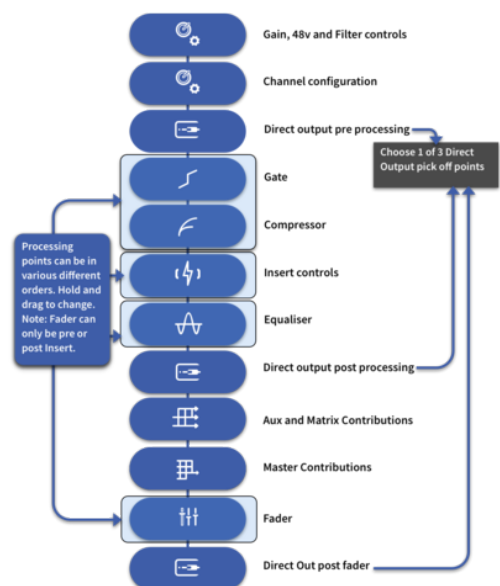 Gain, 48v and Filter controls
Channel configuration
Direct output pre processing
Choose 1 of 3 Direct
Output pick off points
Gate
Compressor
Processing
points can be in
various different
orders. Hold and
drag to change.
Note: Fader can
only be pre or
post Insert.
Insert controls
Equaliser
Direct output post processing
Aux and Matrix Contributions
Master Contributions
Fader
Direct Out post fader